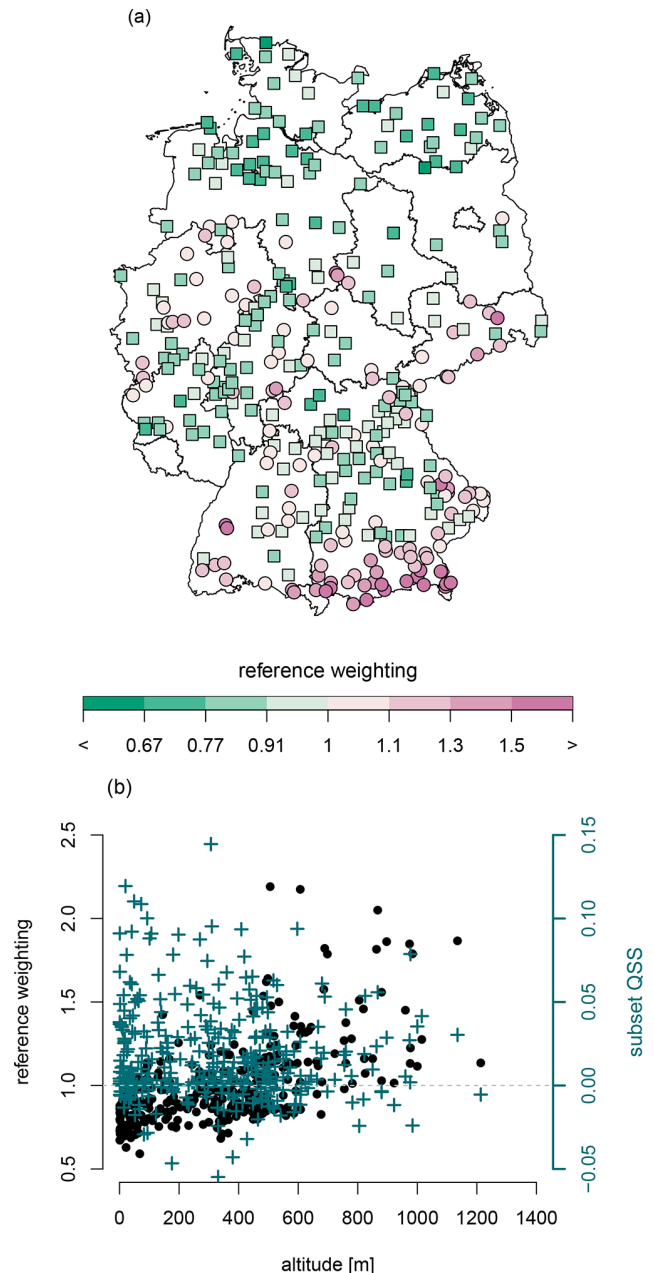 (a)
reference weighting
< 0.67 0.77 0.91 1 1.1 1.3 1.5 >
(b)
2.5
2.0
1.5
1.0
0.5
reference weighting
0.15
0.10
0.05
0.00
−0.05
subset QSS
0 200 400 600 800 1000 1200 1400
altitude [m]